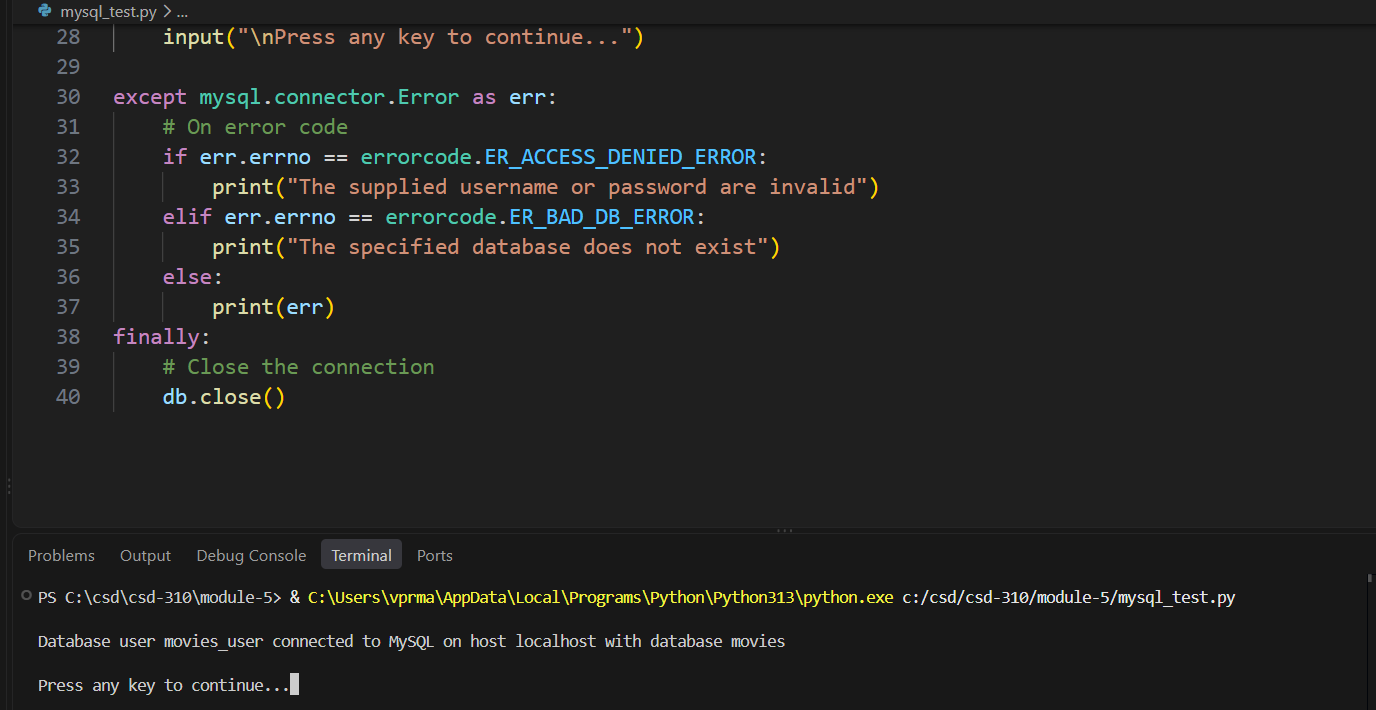 mysql_test.py > ...
28 input("\nPress any key to continue...")
29
30 except mysql.connector.Error as err:
31 # On error code
32 if err.errno == errorcode.ER_ACCESS_DENIED_ERROR:
33 print("The supplied username or password are invalid")
34 elif err.errno == errorcode.ER_BAD_DB_ERROR:
35 print("The specified database does not exist")
36 else:
37 print(err)
38 finally:
39 # Close the connection
40 db.close()
Problems Output Debug Console Terminal Ports
PS C:\csd\csd-310\module-5> & C:\Users\vprma\AppData\Local\Programs\Python\Python313\python.exe c:/csd/csd-310/module-5/mysql_test.py
Database user movies_user connected to MySQL on host localhost with database movies
Press any key to continue...